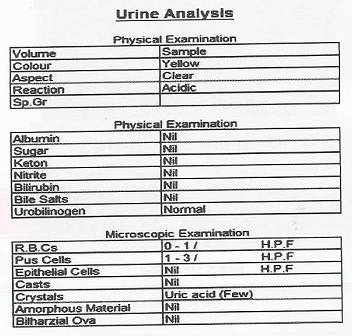 Urine Analysis
Physical Examination
Volume Sample
Colour Yellow
Aspect Clear
Reaction Acidic
Sp.Gr
Physical Examination
Albumin Nil
Sugar Nil
Keton Nil
Nitrite Nil
Bilirubin Nil
Bile Salts Nil
Urobilinogen Normal
Microscopic Examination
R.B.Cs 0 - 1 / H.P.F
Pus Cells 1 - 3 / H.P.F
Epithelial Cells Nil H.P.F
Casts Nil
Crystals Uric acid (Few)
Amorphous Material Nil
Bilharzial Ova Nil